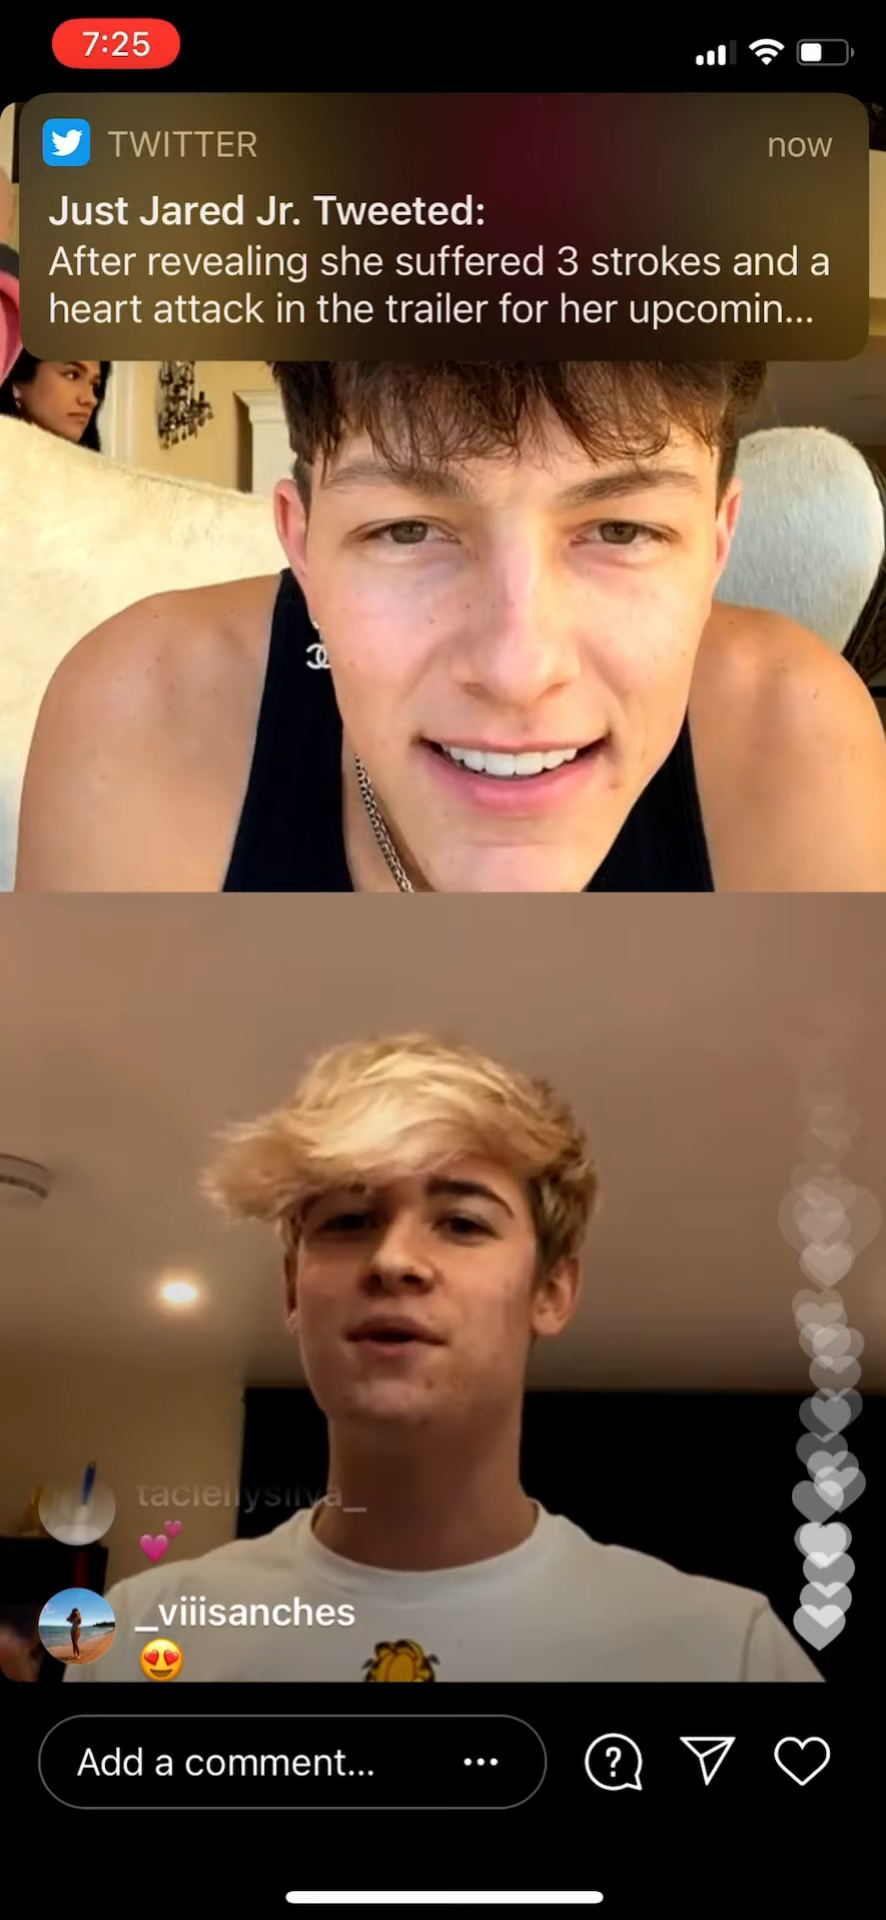 7:25
TWITTER
now
Just Jared Jr. Tweeted:
After revealing she suffered 3 strokes and a
heart attack in the trailer for her upcomin...
taciellysilva_
_viiisanches
Add a comment...